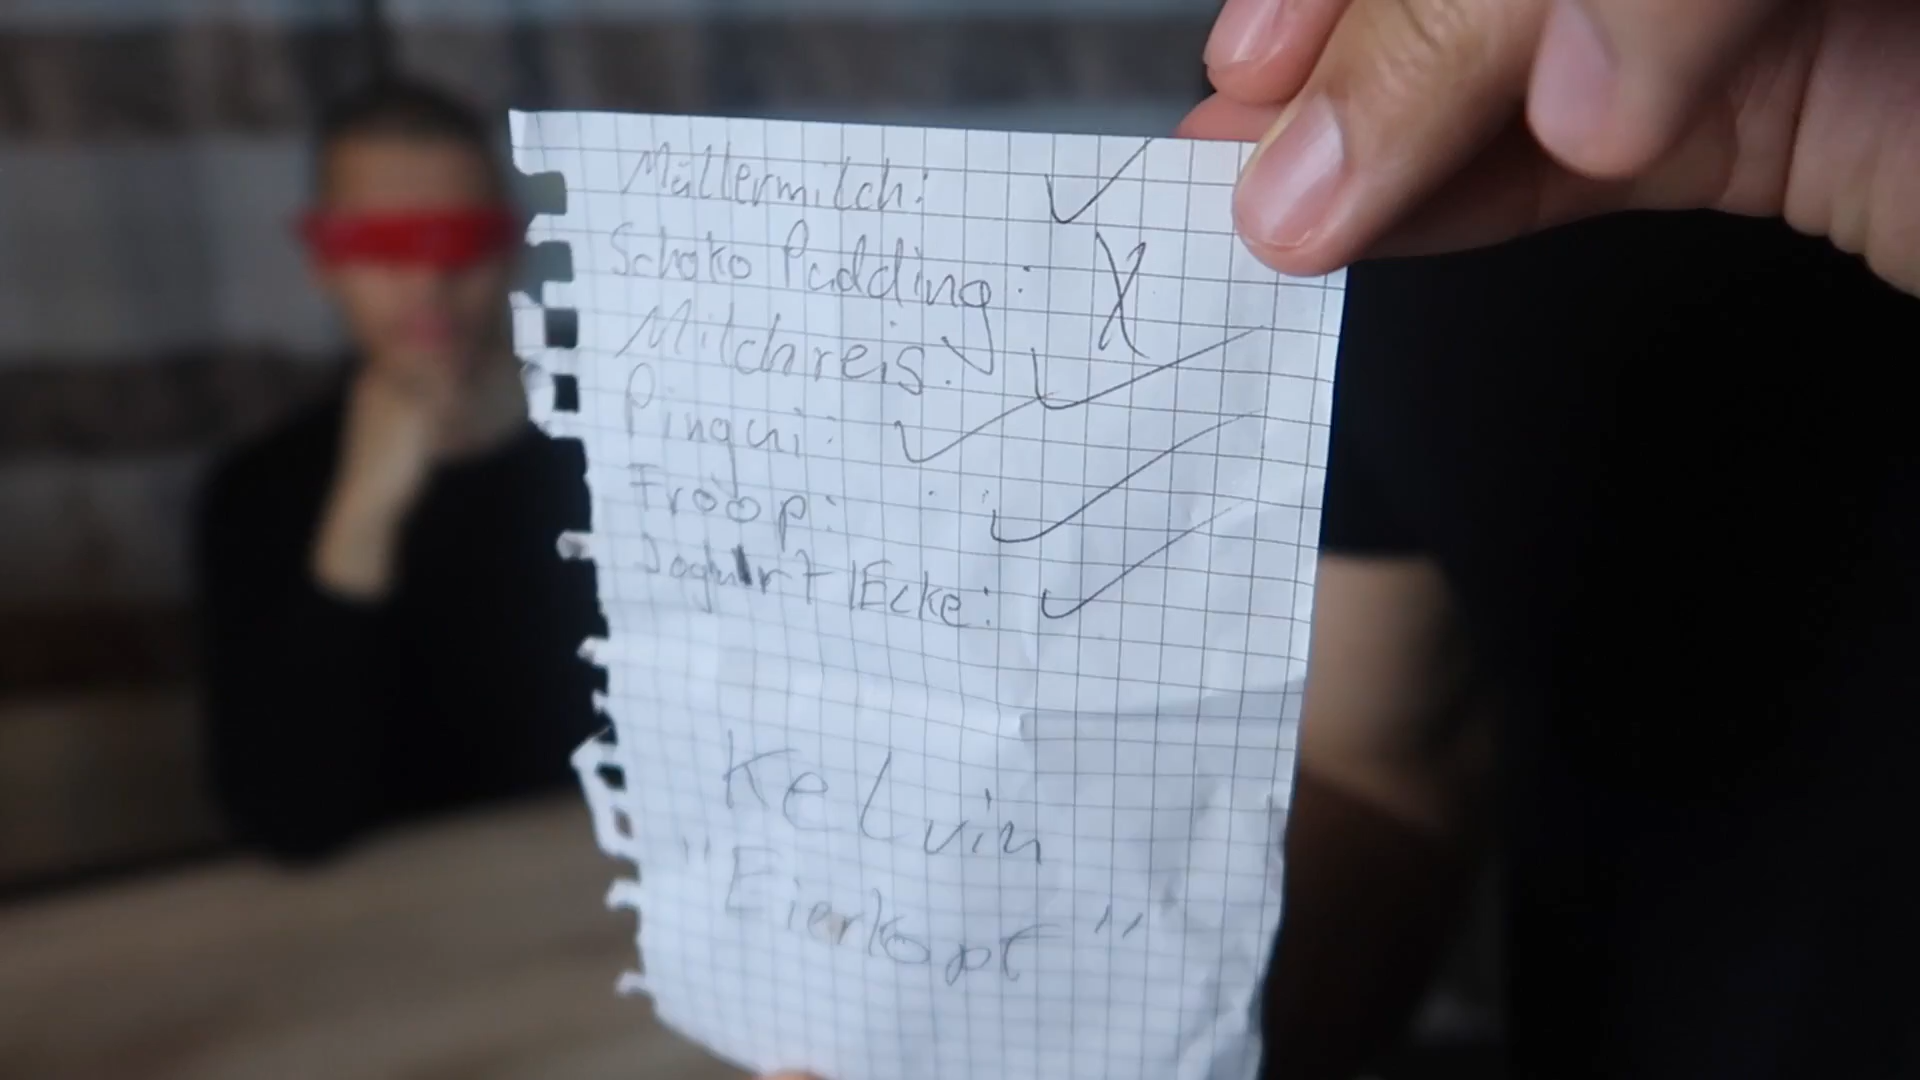 Müllermilch: ✓
Schoko Pudding: X
Milchreis: ✓
Pingui: ✓
Froop: ✓
Joghurt Ecke: ✓
Kelvin
"Eierkopf"